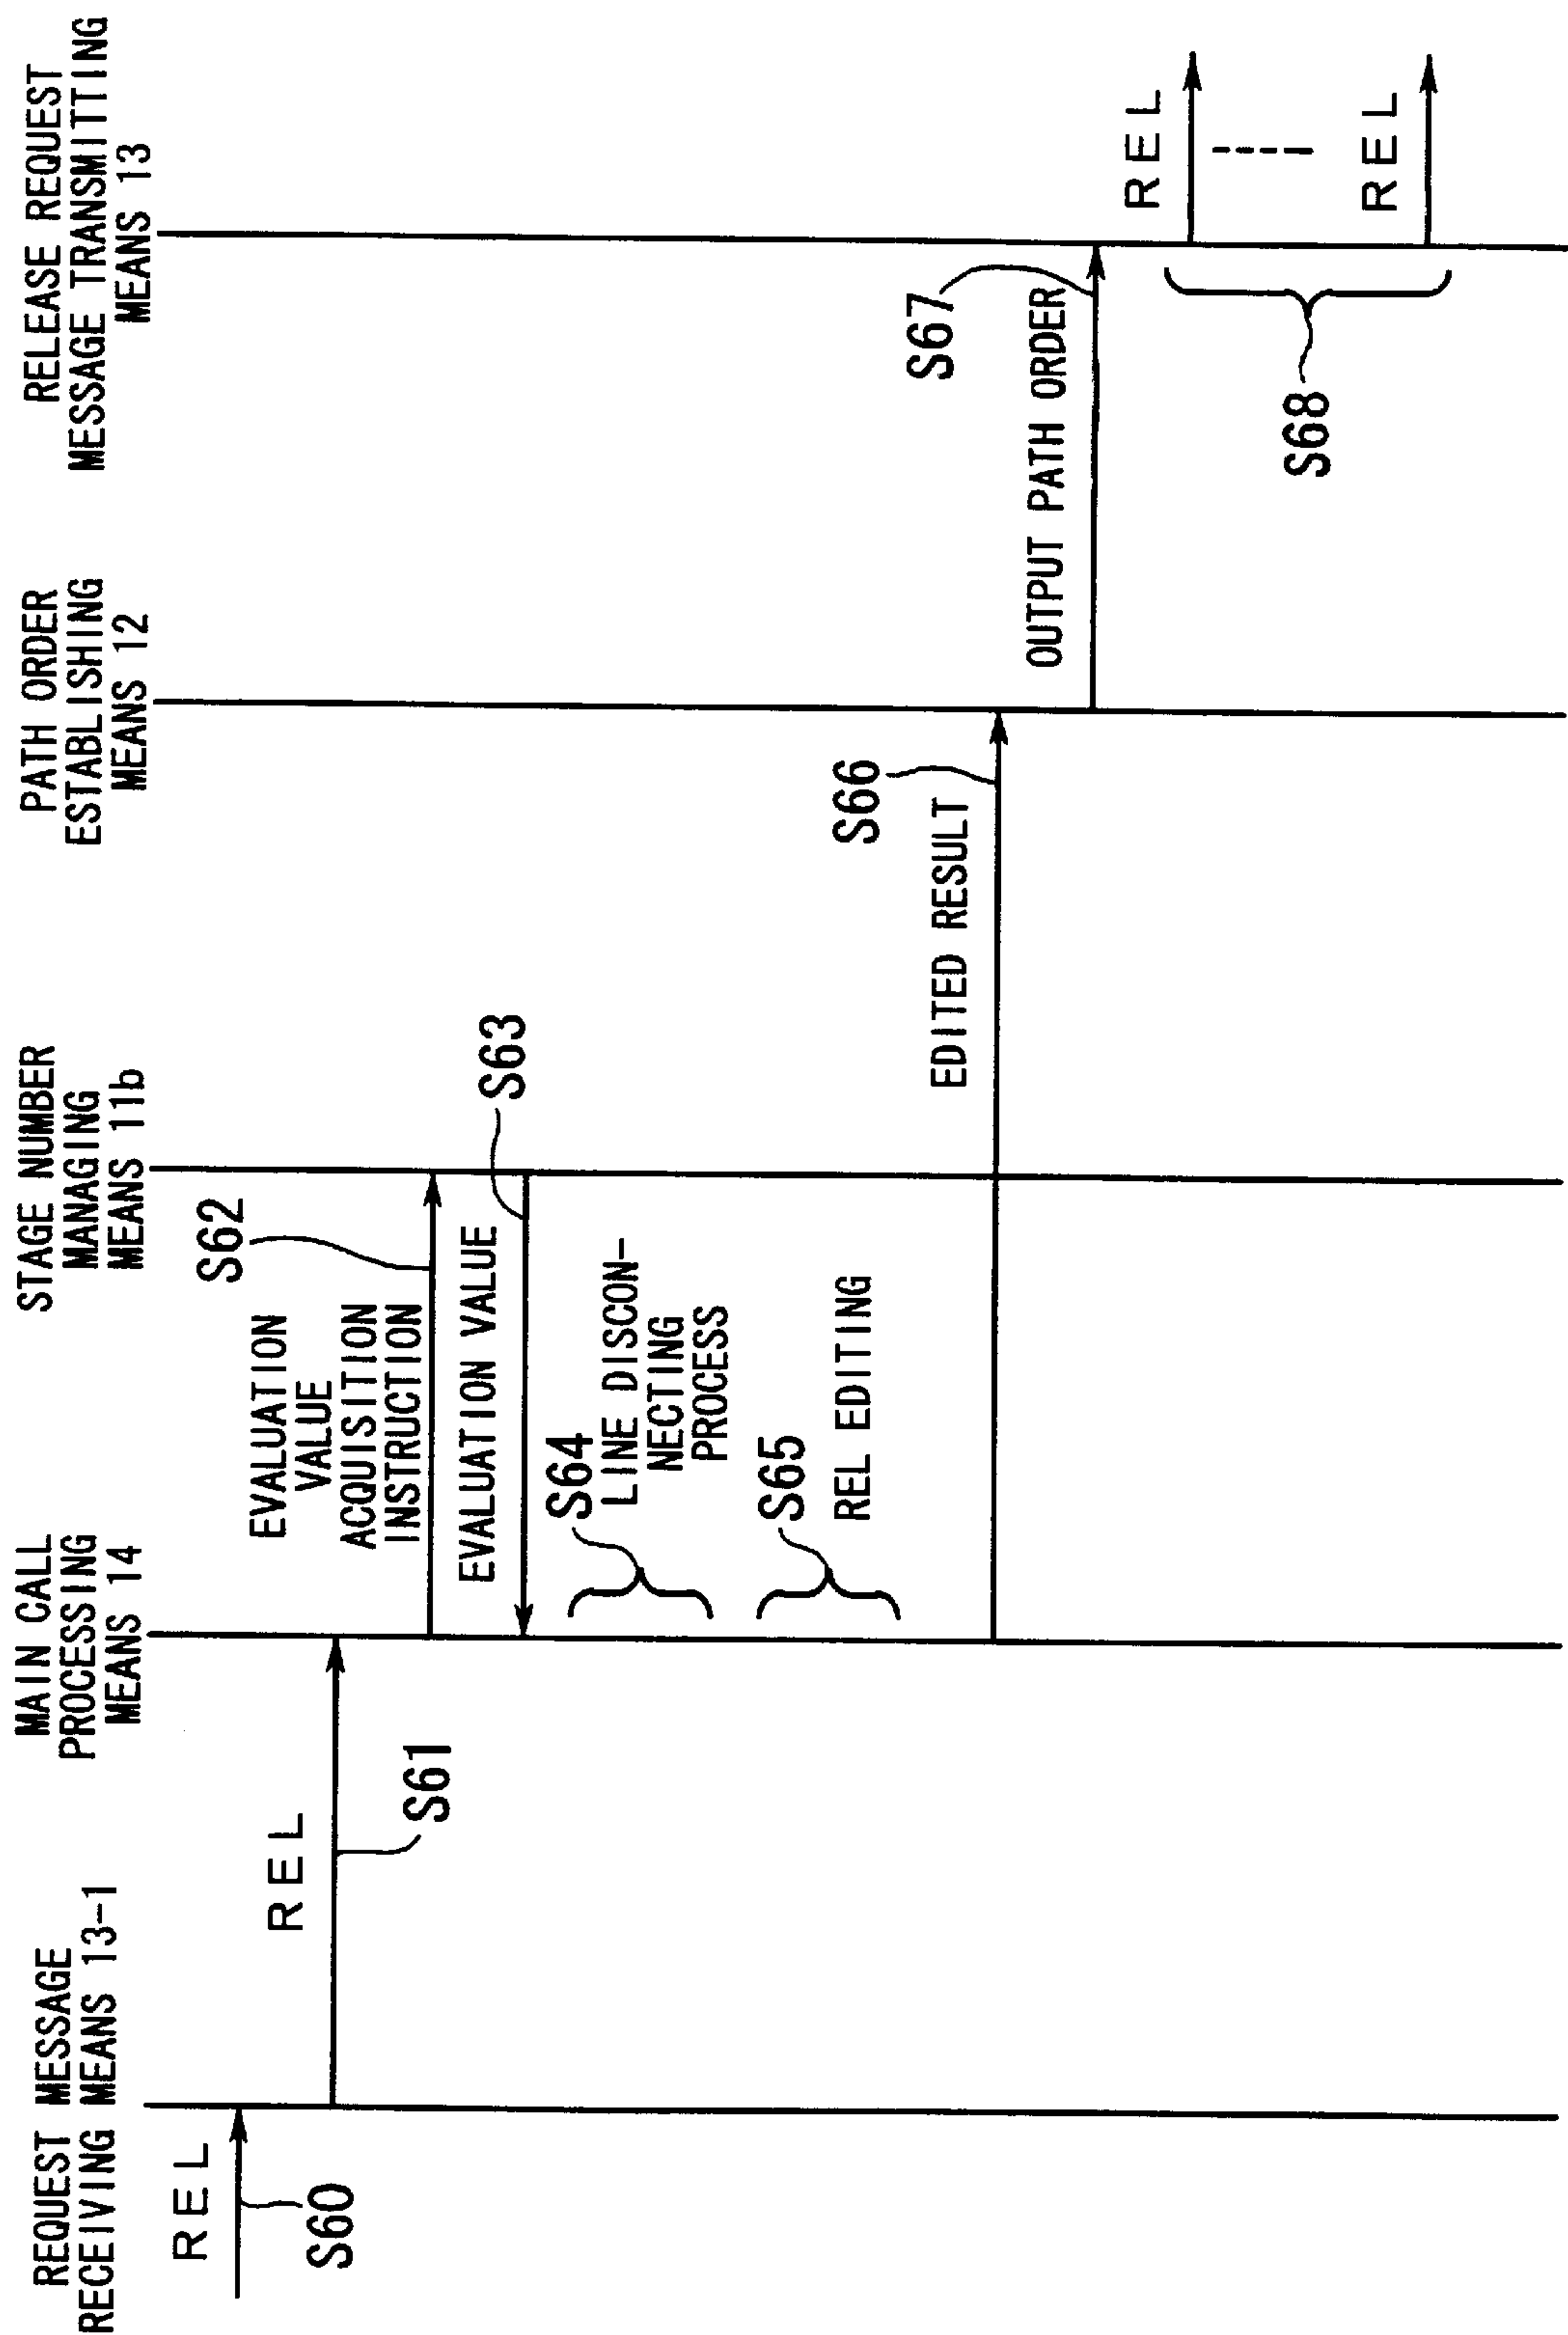 REQUEST MESSAGE
RECEIVING MEANS 13-1
MAIN CALL
PROCESSING
MEANS 14
STAGE NUMBER
MANAGING
MEANS 11b
PATH ORDER
ESTABLISHING
MEANS 12
RELEASE REQUEST
MESSAGE TRANSMITTING
MEANS 13
REL
S60
REL
S61
EVALUATION
VALUE
ACQUISITION
INSTRUCTION
S62
EVALUATION VALUE
S63
S64
LINE DISCON-
NECTING
PROCESS
S65
REL EDITING
EDITED RESULT
S66
OUTPUT PATH ORDER
S67
REL
REL
S68